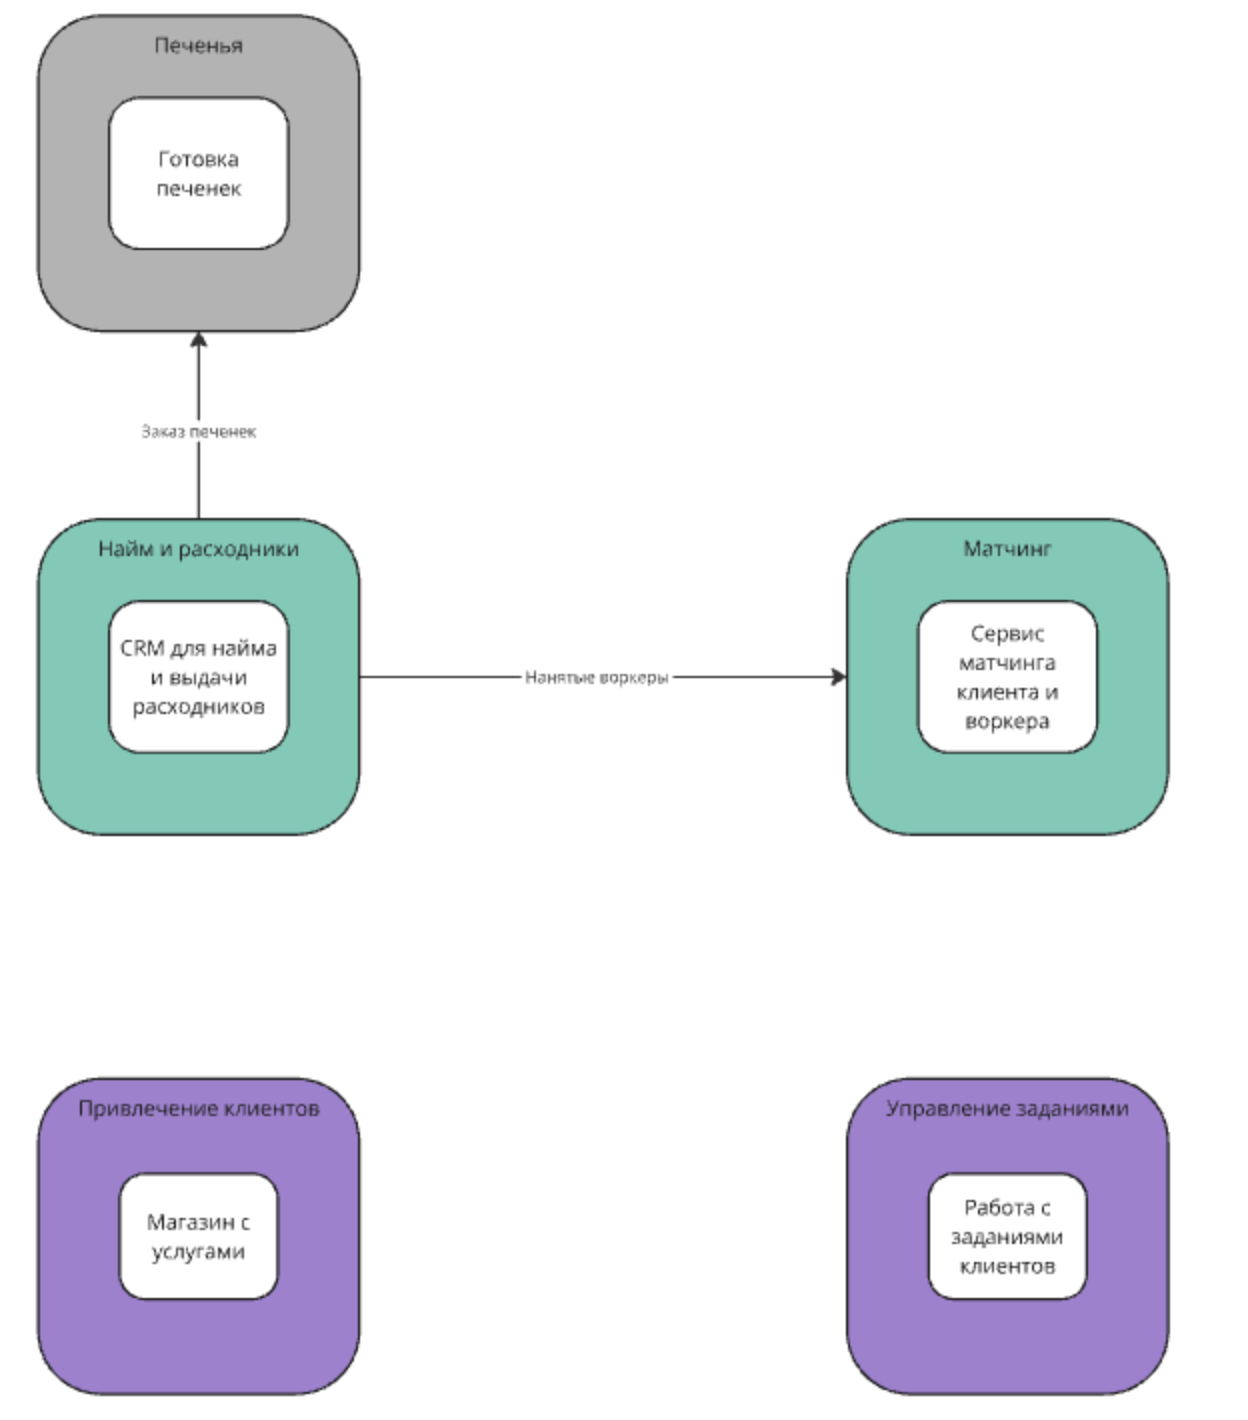 Печенья
Готовка
печенек
Заказ печенек
Найм и расходники
CRM для найма
и выдачи
расходников
Нанятые воркеры
Матчинг
Сервис
матчинга
клиента и
воркера
Привлечение клиентов
Магазин с
услугами
Управление заданиями
Работа с
заданиями
клиентов